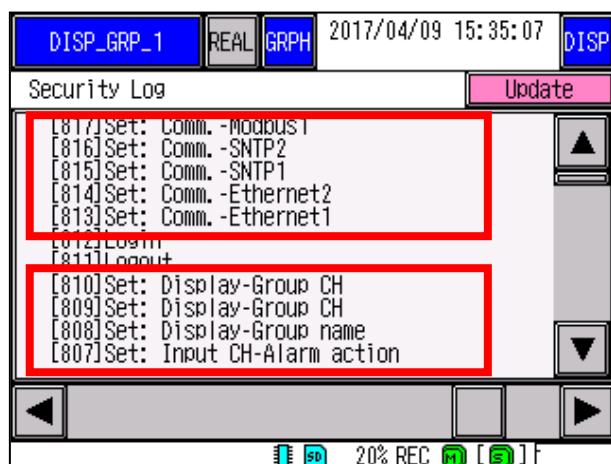 DISP_GRP_1 REAL GRPH 2017/04/09 15:35:07 DISP
Security Log Update
[817]Set: Comm.-Modbus1
[816]Set: Comm.-SNTP2
[815]Set: Comm.-SNTP1
[814]Set: Comm.-Ethernet2
[813]Set: Comm.-Ethernet1
[812]Login
[811]Logout
[810]Set: Display-Group CH
[809]Set: Display-Group CH
[808]Set: Display-Group name
[807]Set: Input CH-Alarm action
SD 20% REC M [S]